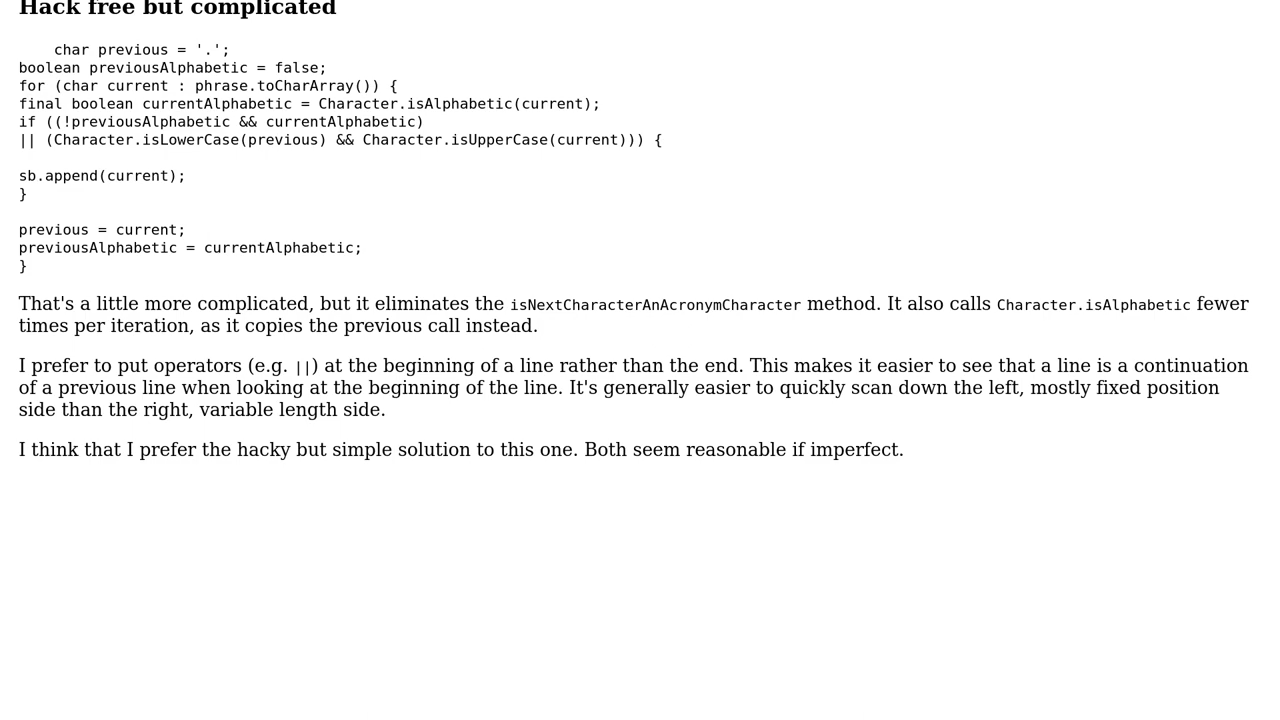 Hack free but complicated
char previous = '.';
boolean previousAlphabetic = false;
for (char current : phrase.toCharArray()) {
final boolean currentAlphabetic = Character.isAlphabetic(current);
if ((!previousAlphabetic && currentAlphabetic)
|| (Character.isLowerCase(previous) && Character.isUpperCase(current))) {
sb.append(current);
}
previous = current;
previousAlphabetic = currentAlphabetic;
}
That's a little more complicated, but it eliminates the isNextCharacterAnAcronymCharacter method. It also calls Character.isAlphabetic fewer
times per iteration, as it copies the previous call instead.
I prefer to put operators (e.g. ||) at the beginning of a line rather than the end. This makes it easier to see that a line is a continuation
of a previous line when looking at the beginning of the line. It's generally easier to quickly scan down the left, mostly fixed position
side than the right, variable length side.
I think that I prefer the hacky but simple solution to this one. Both seem reasonable if imperfect.